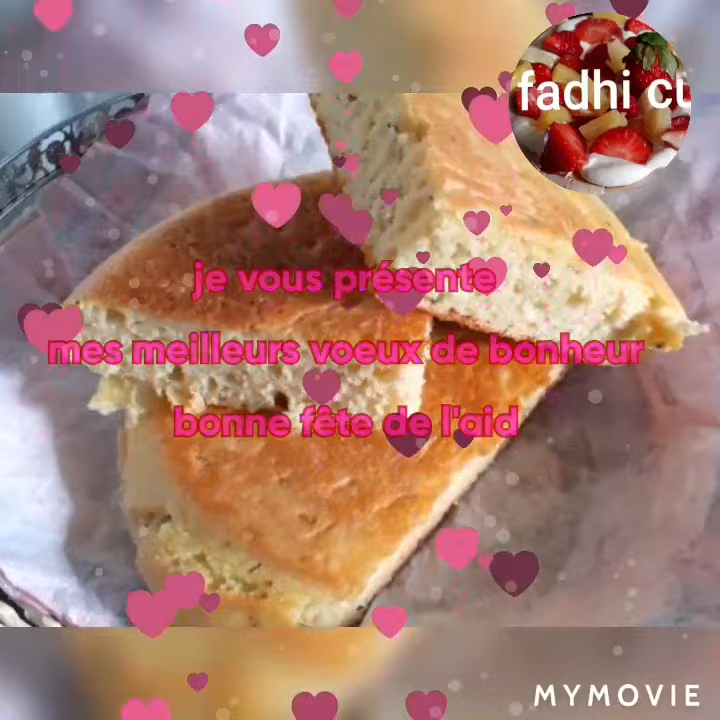 fadhi
je vous présente
mes meilleurs voeux de bonheur
bonne fête de l'aid
MYMOVIE